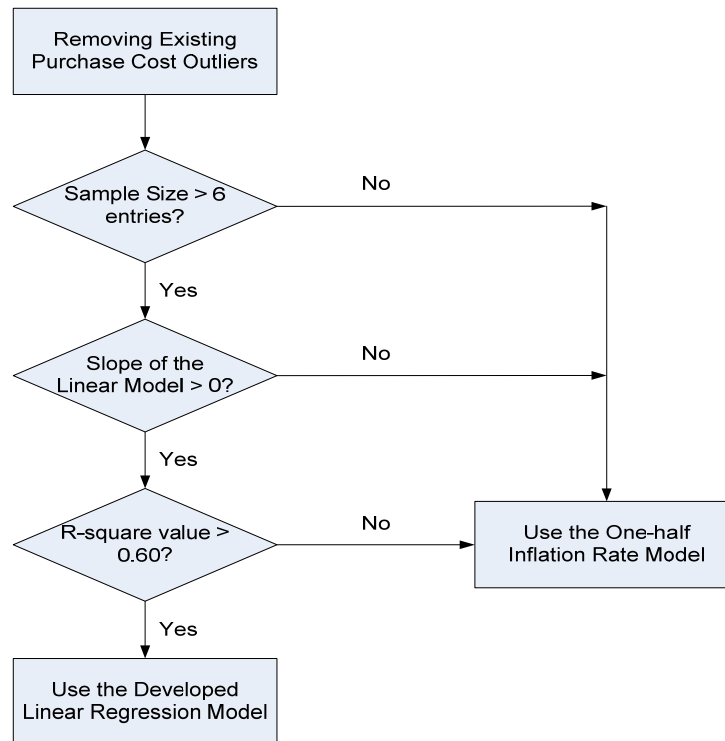 Removing Existing
Purchase Cost Outliers
Sample Size > 6
entries?
No
Yes
Slope of the
Linear Model > 0?
No
Yes
R-square value >
0.60?
No
Use the One-half
Inflation Rate Model
Yes
Use the Developed
Linear Regression Model